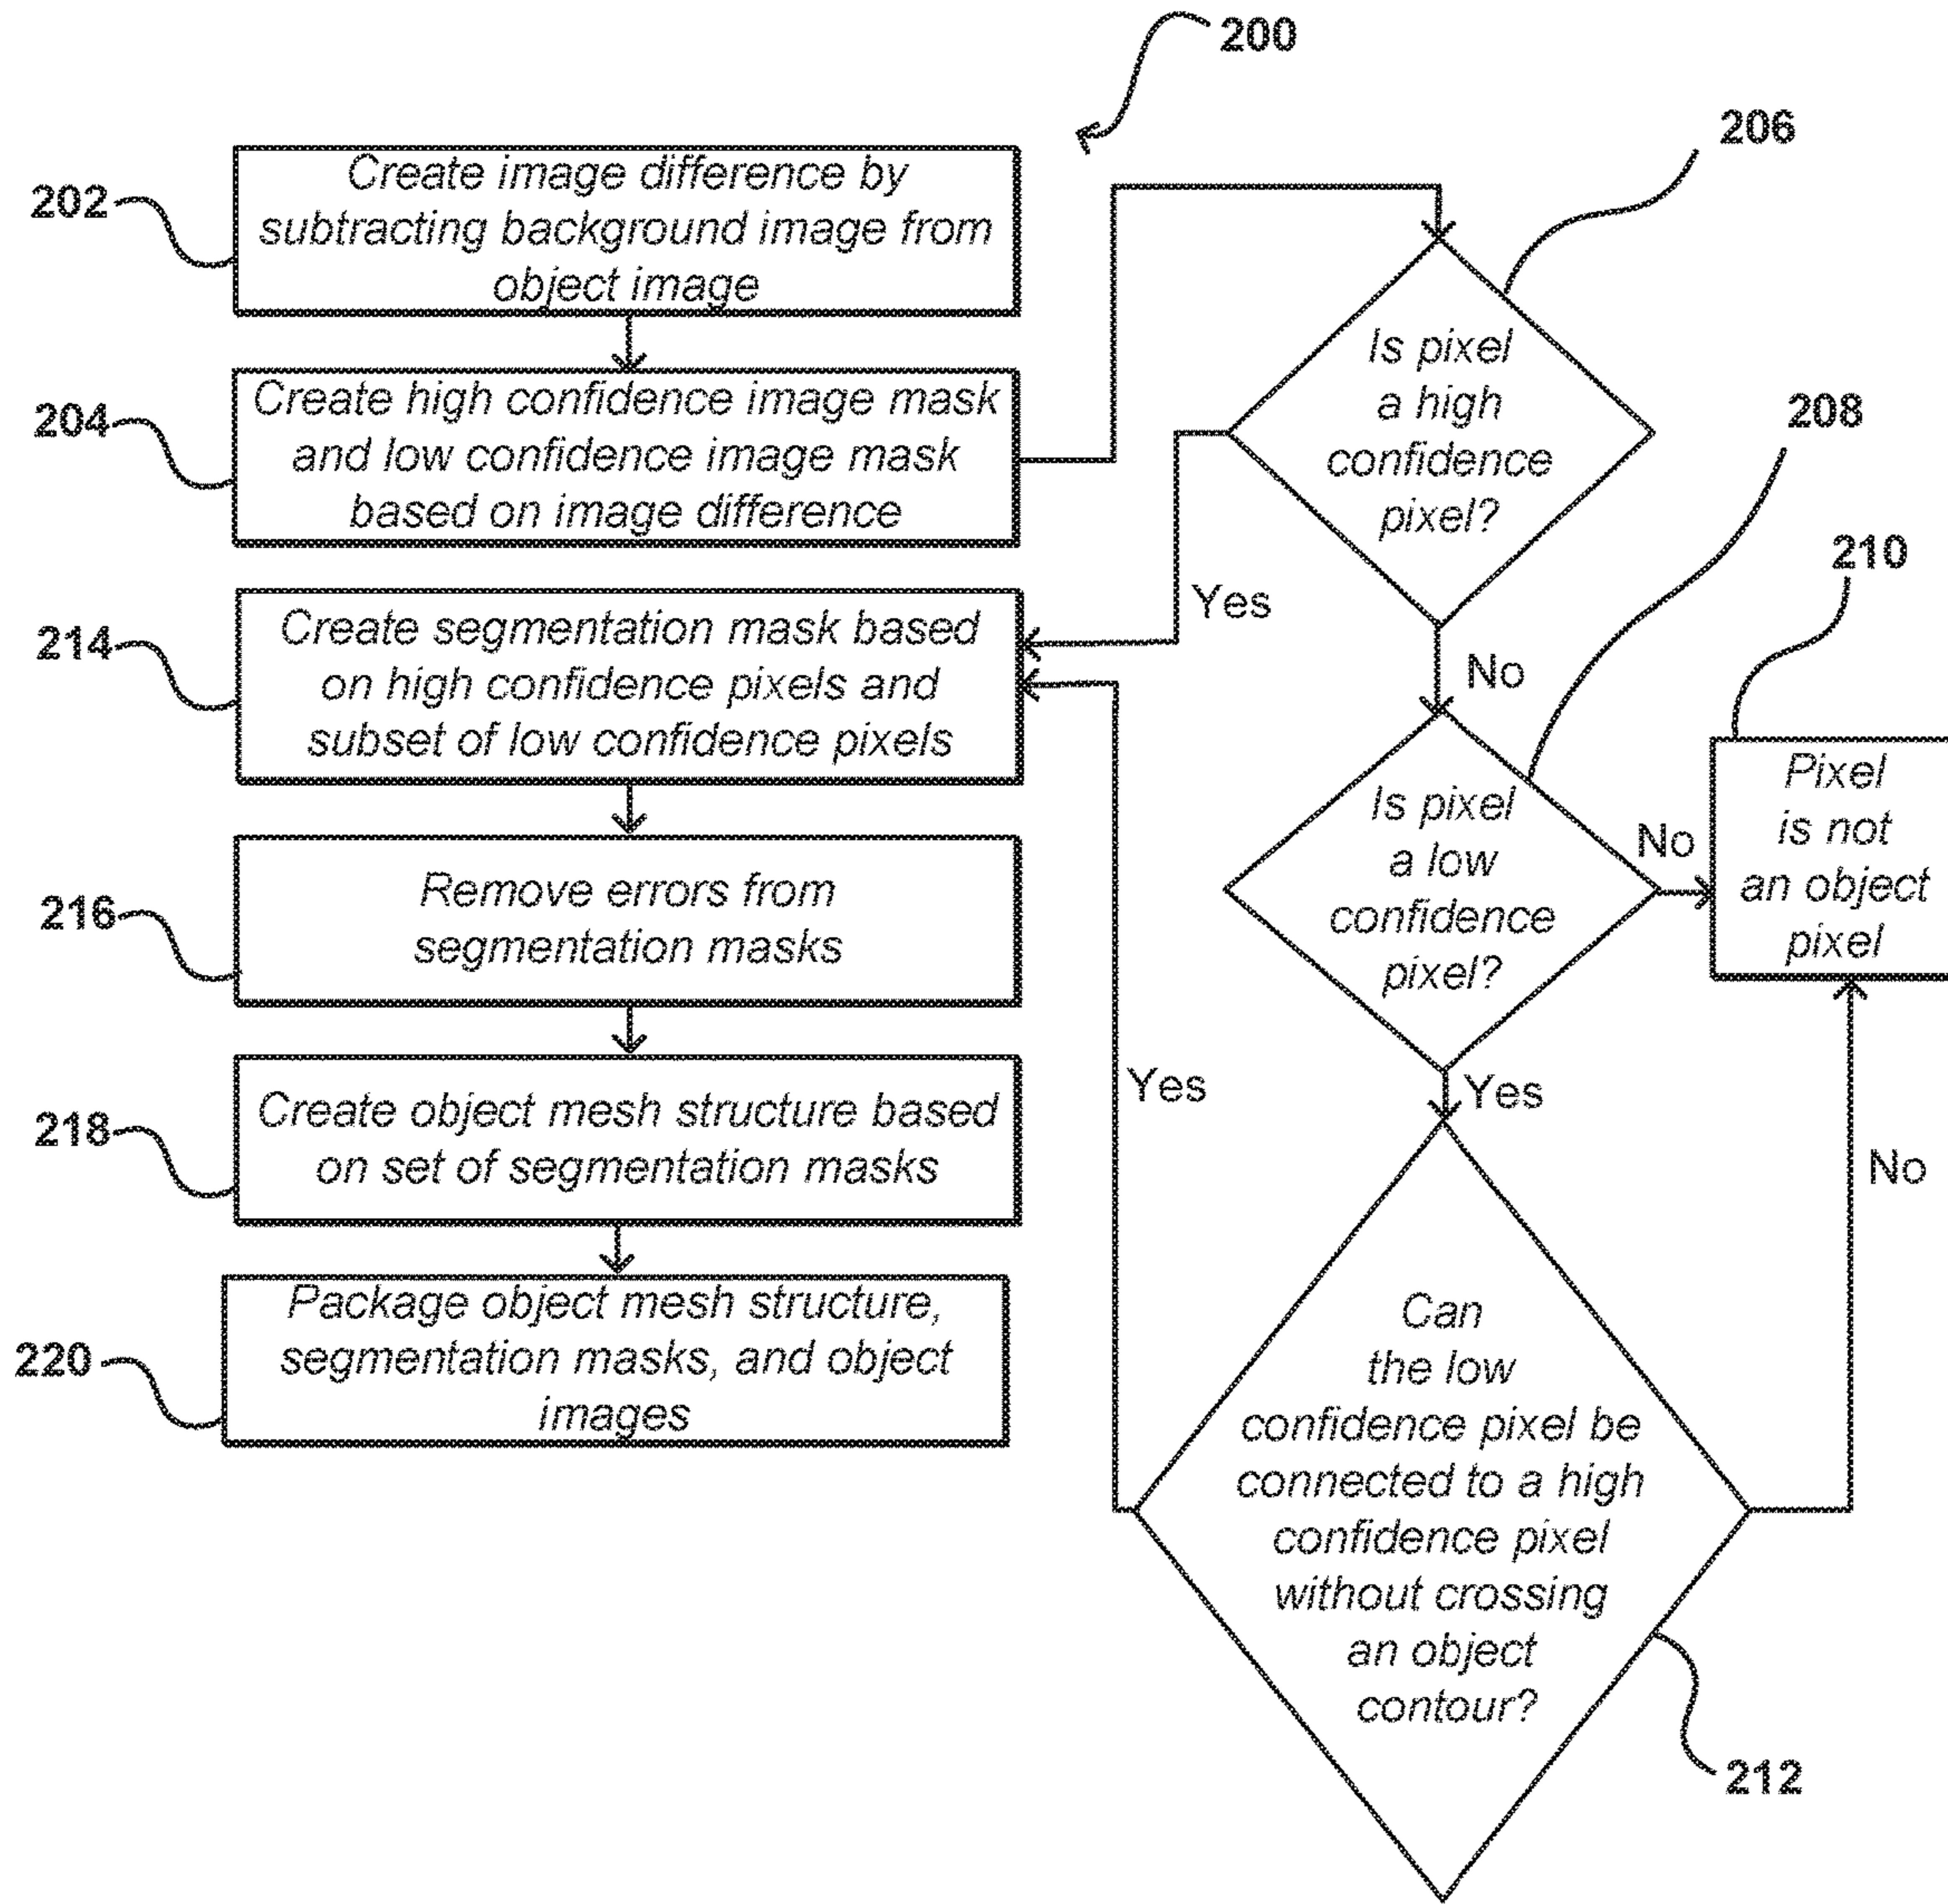 200
202
Create image difference by
subtracting background image from
object image
204
Create high confidence image mask
and low confidence image mask
based on image difference
206
Is pixel
a high
confidence
pixel?
Yes
No
208
Is pixel
a low
confidence
pixel?
No
Yes
210
Pixel
is not
an object
pixel
212
Can
the low
confidence pixel be
connected to a high
confidence pixel
without crossing
an object
contour?
Yes
No
214
Create segmentation mask based
on high confidence pixels and
subset of low confidence pixels
216
Remove errors from
segmentation masks
218
Create object mesh structure based
on set of segmentation masks
220
Package object mesh structure,
segmentation masks, and object
images